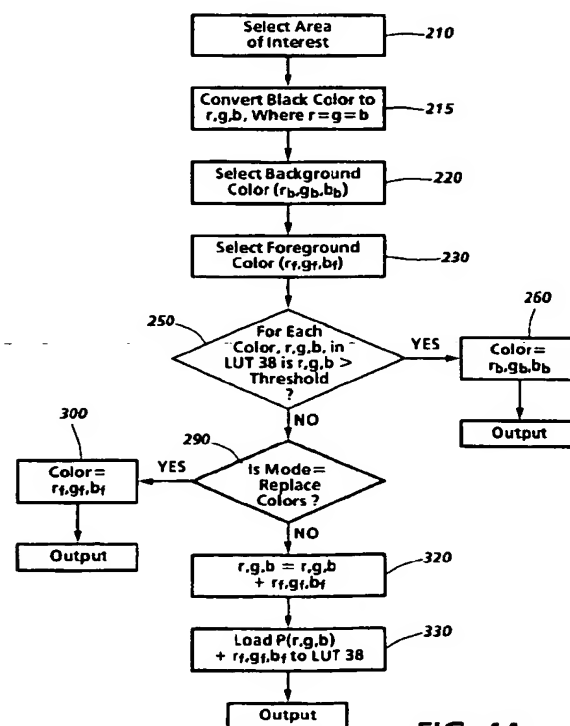 Select Area
of Interest
210
Convert Black Color to
r,g,b, Where r=g=b
215
Select Background
Color (rb,gb,bb)
220
Select Foreground
Color (rf,gf,bf)
230
250
For Each
Color, r,g,b, in
LUT 38 is r,g,b >
Threshold
?
YES
260
Color=
rb,gb,bb
Output
NO
290
Is Mode=
Replace
Colors ?
YES
300
Color=
rf,gf,bf
Output
NO
r,g,b = r,g,b
+ rf,gf,bf
320
Load P(r,g,b)
+ rf,gf,bf to LUT 38
330
Output